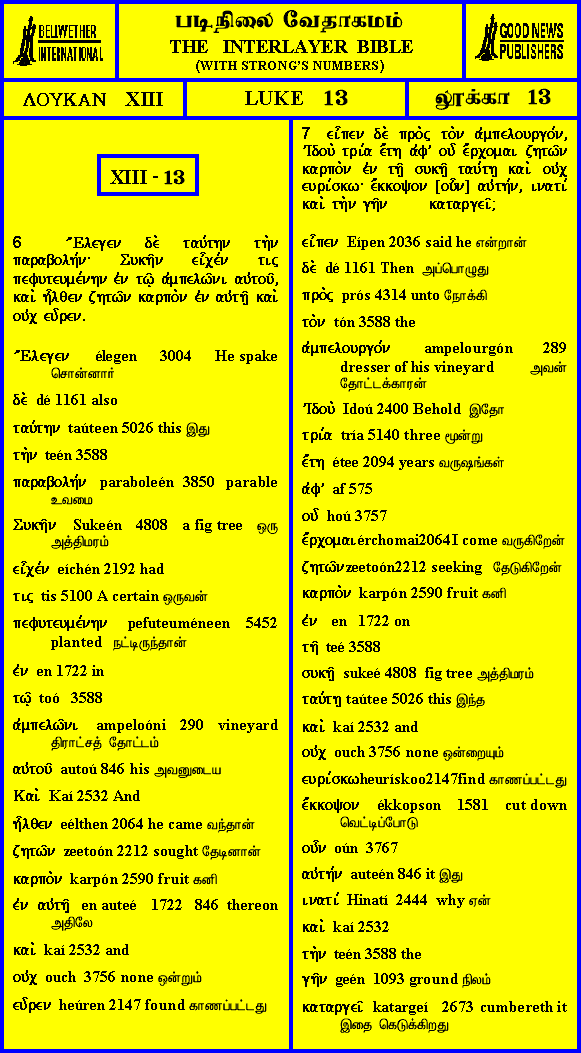 BELLWETHER
INTERNATIONAL
படிநிலை வேதாகமம்
THE INTERLAYER BIBLE
(WITH STRONG'S NUMBERS)
GOOD NEWS
PUBLISHERS
ΛΟΥΚΑΝ XIII
LUKE 13
லூக்கா 13
XIII - 13
6 Ἔλεγεν δὲ ταύτην τὴν
παραβολήν· Συκῆν εἶχέν τις
πεφυτευμένην ἐν τῷ ἀμπελῶνι αὐτοῦ,
καὶ ἦλθεν ζητῶν καρπὸν ἐν αὐτῇ καὶ
οὐχ εὗρεν.
Ἔλεγεν élegen 3004 He spake
சொன்னார்
δὲ dé 1161 also
ταύτην taúteen 5026 this இது
τὴν teén 3588
παραβολήν paraboleén 3850 parable
உவமை
Συκῆν Sukeén 4808 a fig tree ஒரு
அத்திமரம்
εἶχέν eíchén 2192 had
τις tis 5100 A certain ஒருவன்
πεφυτευμένην pefuteuméneen 5452
planted நட்டிருந்தான்
ἐν en 1722 in
τῷ toó 3588
ἀμπελῶνι ampeloóni 290 vineyard
திராட்சத் தோட்டம்
αὐτοῦ autoú 846 his அவனுடைய
Καὶ Kaí 2532 And
ἦλθεν eélthen 2064 he came வந்தான்
ζητῶν zeetoón 2212 sought தேடினான்
καρπὸν karpón 2590 fruit கனி
ἐν αὐτῇ en auteé 1722 846 thereon
அதிலே
καὶ kaí 2532 and
οὐχ ouch 3756 none ஒன்றும்
εὗρεν heúren 2147 found காணப்பட்டது
7 εἶπεν δὲ πρὸς τὸν ἀμπελουργόν,
Ἰδοὺ τρία ἔτη ἀφ' οὗ ἔρχομαι ζητῶν
καρπὸν ἐν τῇ συκῇ ταύτῃ καὶ οὐχ
εὑρίσκω· ἔκκοψον [οὖν] αὐτήν, ἱνατί
καὶ τὴν γῆν καταργεῖ;
εἶπεν Eípen 2036 said he என்றான்
δὲ dé 1161 Then அப்பொழுது
πρὸς prós 4314 unto நோக்கி
τὸν tón 3588 the
ἀμπελουργόν ampelourgón 289
dresser of his vineyard அவன்
தோட்டக்காரன்
Ἰδοὺ Idoú 2400 Behold இதோ
τρία tría 5140 three மூன்று
ἔτη étee 2094 years வருஷங்கள்
ἀφ' af 575
οὗ hoú 3757
ἔρχομαι érchomai2064I come வருகிறேன்
ζητῶν zeetoón2212 seeking தேடுகிறேன்
καρπὸν karpón 2590 fruit கனி
ἐν en 1722 on
τῇ teé 3588
συκῇ sukeé 4808 fig tree அத்திமரம்
ταύτῃ taútee 5026 this இந்த
καὶ kaí 2532 and
οὐχ ouch 3756 none ஒன்றையும்
εὑρίσκω heurískoo2147find காணப்பட்டது
ἔκκοψον ékkopson 1581 cut down
வெட்டிப்போடு
οὖν oún 3767
αὐτήν auteén 846 it இது
ἱνατί Hinatí 2444 why ஏன்
καὶ kaí 2532
τὴν teén 3588 the
γῆν geén 1093 ground நிலம்
καταργεῖ katargeí 2673 cumbereth it
இதை கெடுக்கிறது